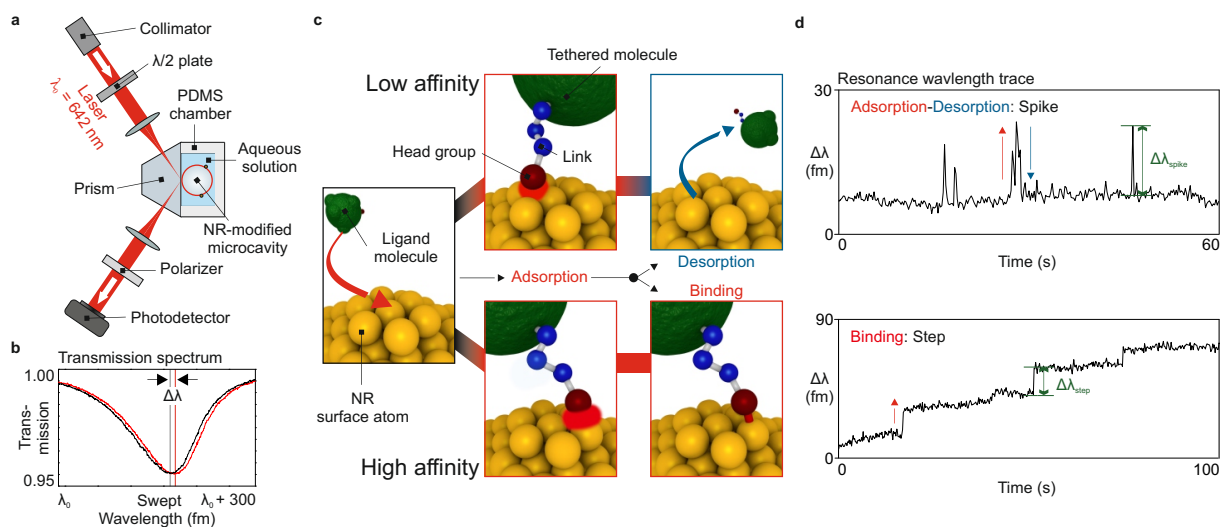 a
Collimator
λ/2 plate
Laser
λ₀ = 642 nm
PDMS
chamber
Aqueous
solution
Prism
NR-modified
microcavity
Polarizer
Photodetector
b
Transmission spectrum
1.00
Δλ
Trans-
mission
0.95
λ₀
Swept
λ₀ + 300
Wavelength (fm)
c
Low affinity
Tethered molecule
Head group
Link
Ligand
molecule
Adsorption
Desorption
Binding
NR
surface atom
High affinity
d
Resonance wavlength trace
30
Adsorption-Desorption: Spike
Δλ
(fm)
Δλspike
0
0
60
Time (s)
90
Binding: Step
Δλ
(fm)
Δλstep
0
0
100
Time (s)